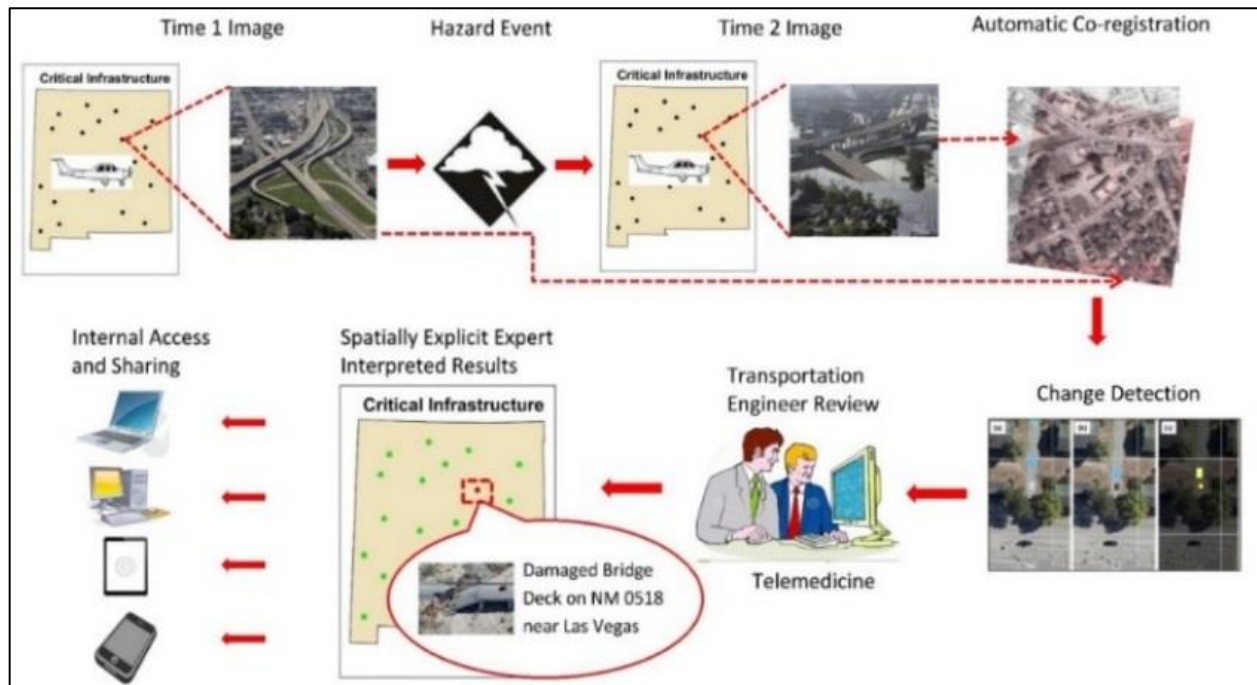 Time 1 Image
Hazard Event
Time 2 Image
Automatic Co-registration
Critical Infrastructure
Critical Infrastructure
Internal Access
and Sharing
Spatially Explicit Expert
Interpreted Results
Transportation
Engineer Review
Change Detection
Critical Infrastructure
(a)
(b)
(c)
Damaged Bridge
Deck on NM 0518
near Las Vegas
Telemedicine